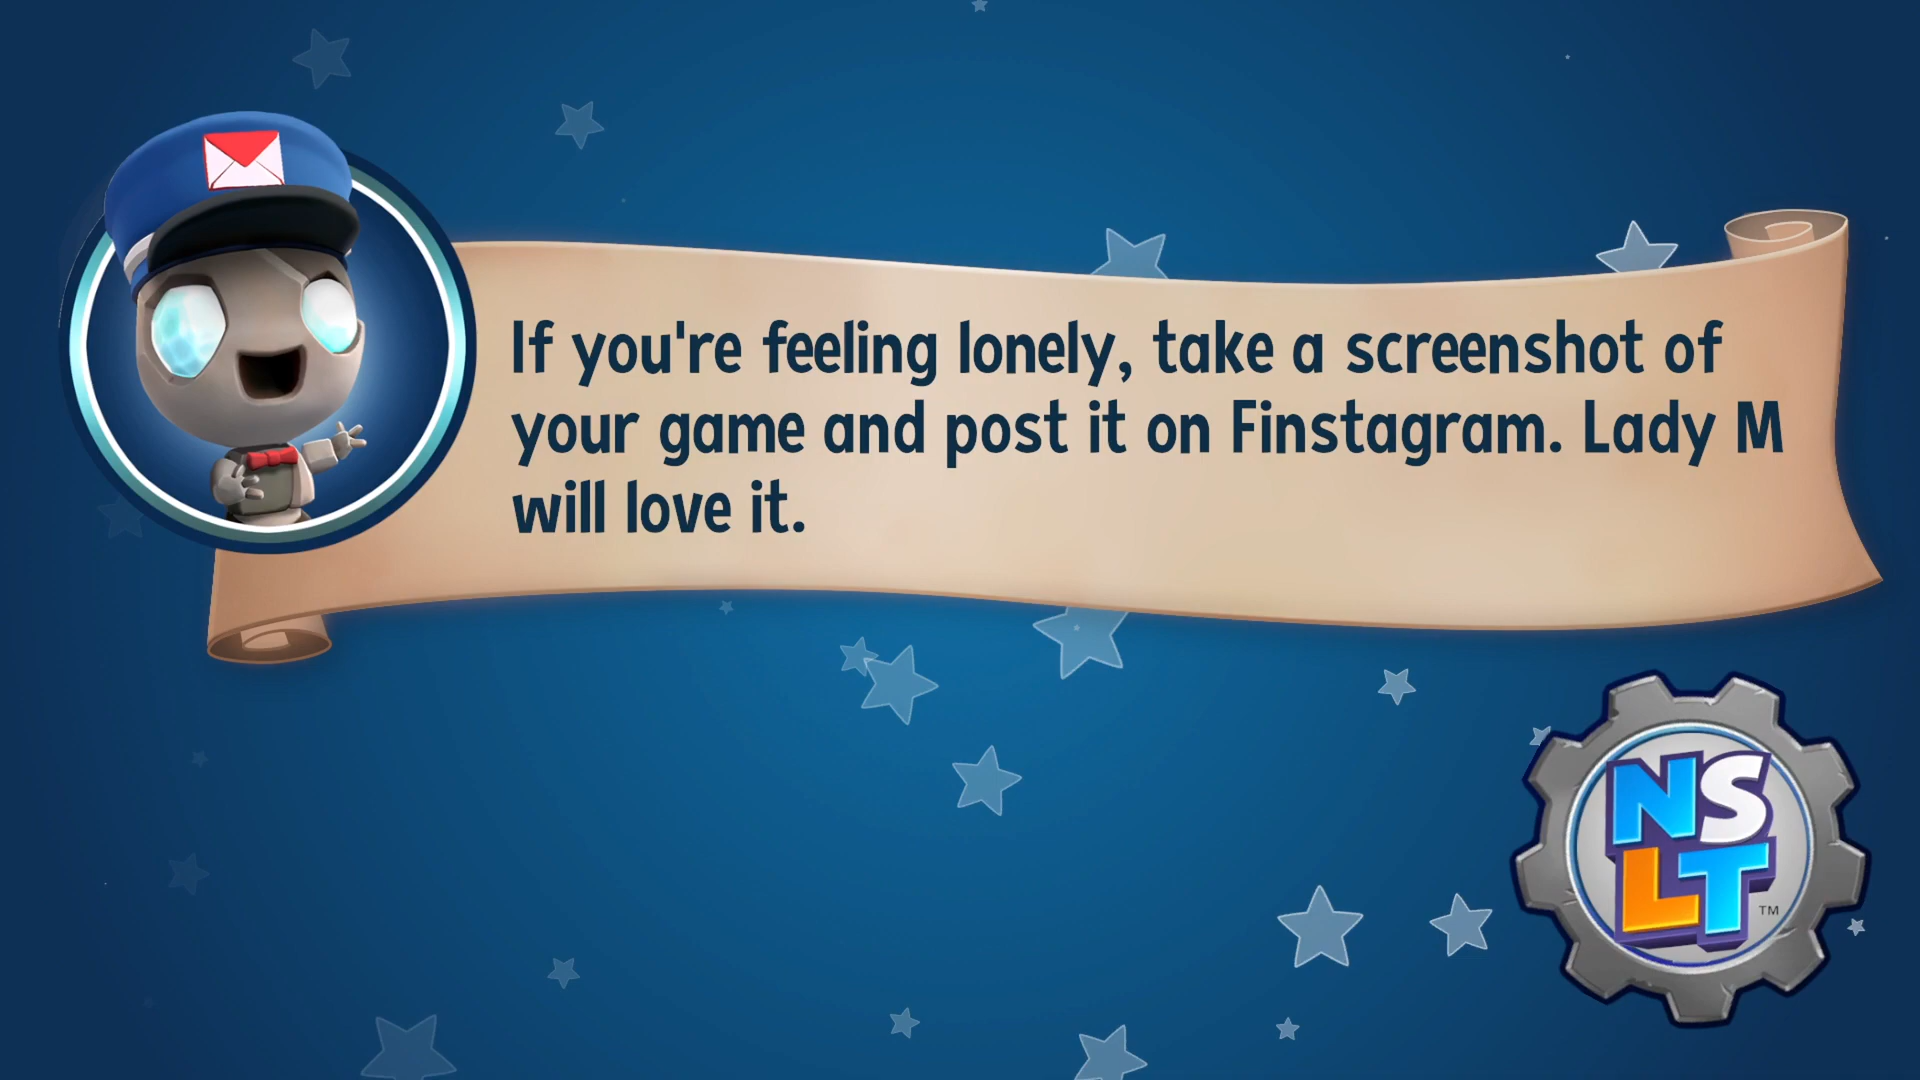 If you're feeling lonely, take a screenshot of
your game and post it on Finstagram. Lady M
will love it.
NS
LT
TM